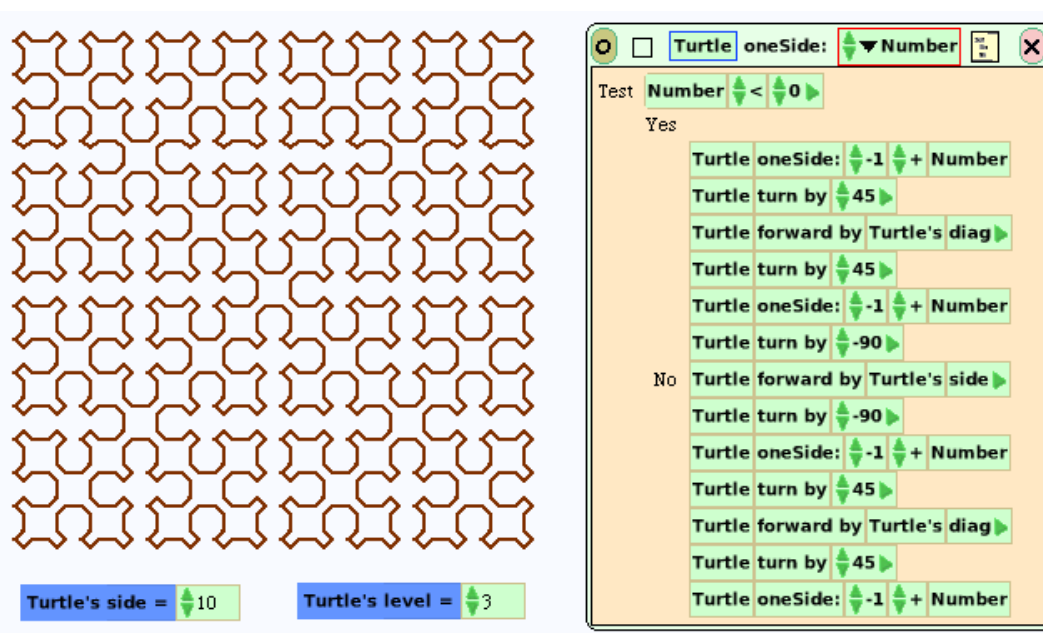 Turtle oneSide: Number
Test Number < 0
Yes
Turtle oneSide: -1 + Number
Turtle turn by 45
Turtle forward by Turtle's diag
Turtle turn by 45
Turtle oneSide: -1 + Number
Turtle turn by -90
No Turtle forward by Turtle's side
Turtle turn by -90
Turtle oneSide: -1 + Number
Turtle turn by 45
Turtle forward by Turtle's diag
Turtle turn by 45
Turtle oneSide: -1 + Number
Turtle's side = 10
Turtle's level = 3